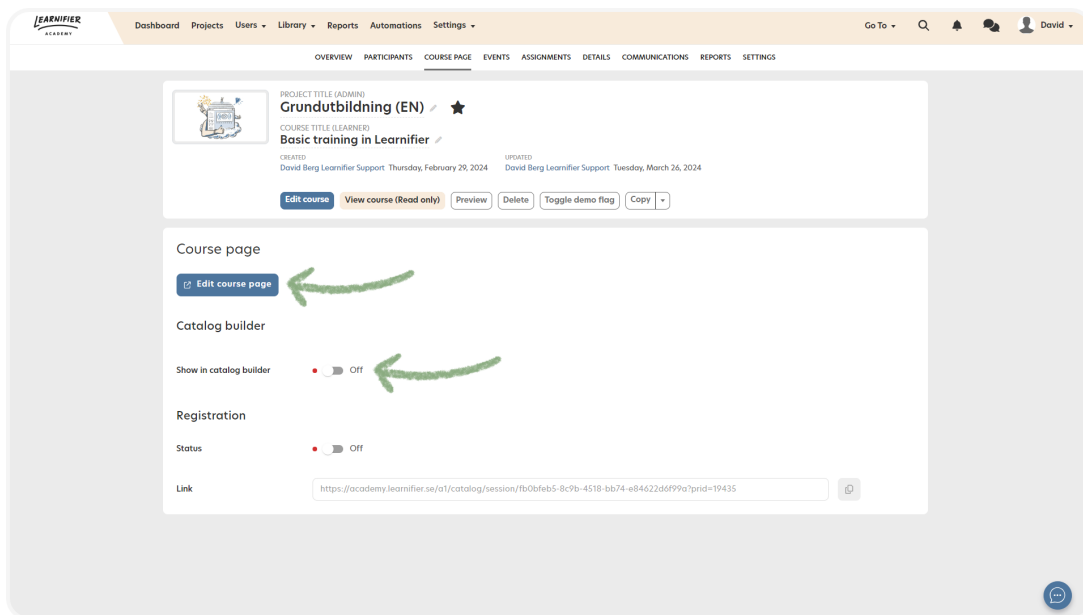 LEARNIFIER
ACADEMY
Dashboard Projects Users Library Reports Automations Settings Go To David
OVERVIEW PARTICIPANTS COURSE PAGE EVENTS ASSIGNMENTS DETAILS COMMUNICATIONS REPORTS SETTINGS
PROJECT TITLE (ADMIN)
Grundutbildning (EN)
COURSE TITLE (LEARNER)
Basic training in Learnifier
CREATED UPDATED
David Berg Learnifier Support Thursday, February 29, 2024 David Berg Learnifier Support Tuesday, March 26, 2024
Edit course View course (Read only) Preview Delete Toggle demo flag Copy
Course page
Edit course page
Catalog builder
Show in catalog builder Off
Registration
Status Off
Link https://academy.learnifier.se/a1/catalog/session/fb0bfeb5-8c9b-4518-bb74-e84622d6f99a?prid=19435